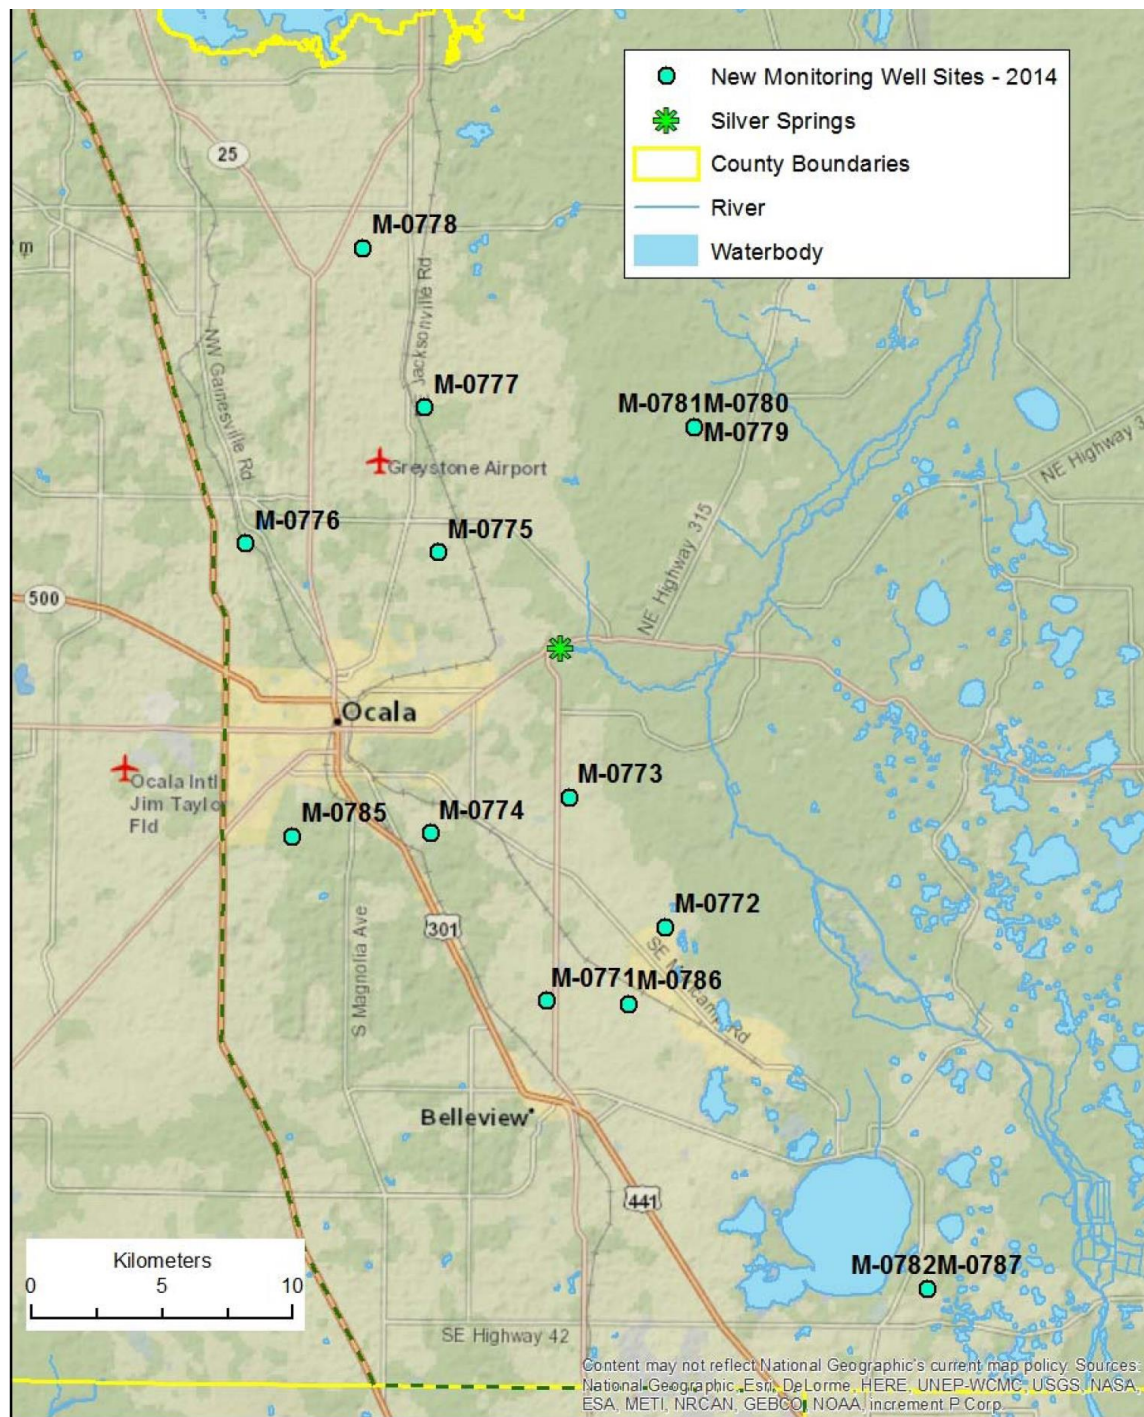 New Monitoring Well Sites - 2014
Silver Springs
County Boundaries
River
Waterbody
25
M-0778
m
Jacksonville Rd
NW Gainesville Rd
M-0777
M-0781M-0780
M-0779
NE Highway 3
Greystone Airport
M-0776
M-0775
NE Highway 315
500
Ocala
M-0773
Ocala Intl
Jim Taylo
Fld
M-0785
M-0774
M-0772
301
S Magnolia Ave
SE Rd
M-0771
M-0786
Belleview
441
M-0782M-0787
Kilometers
0 5 10
SE Highway 42
Content may not reflect National Geographic's current map policy. Sources:
National Geographic, Esri, DeLorme, HERE, UNEP-WCMC, USGS, NASA,
ESA, METI, NRCAN, GEBCO, NOAA, increment P Corp.